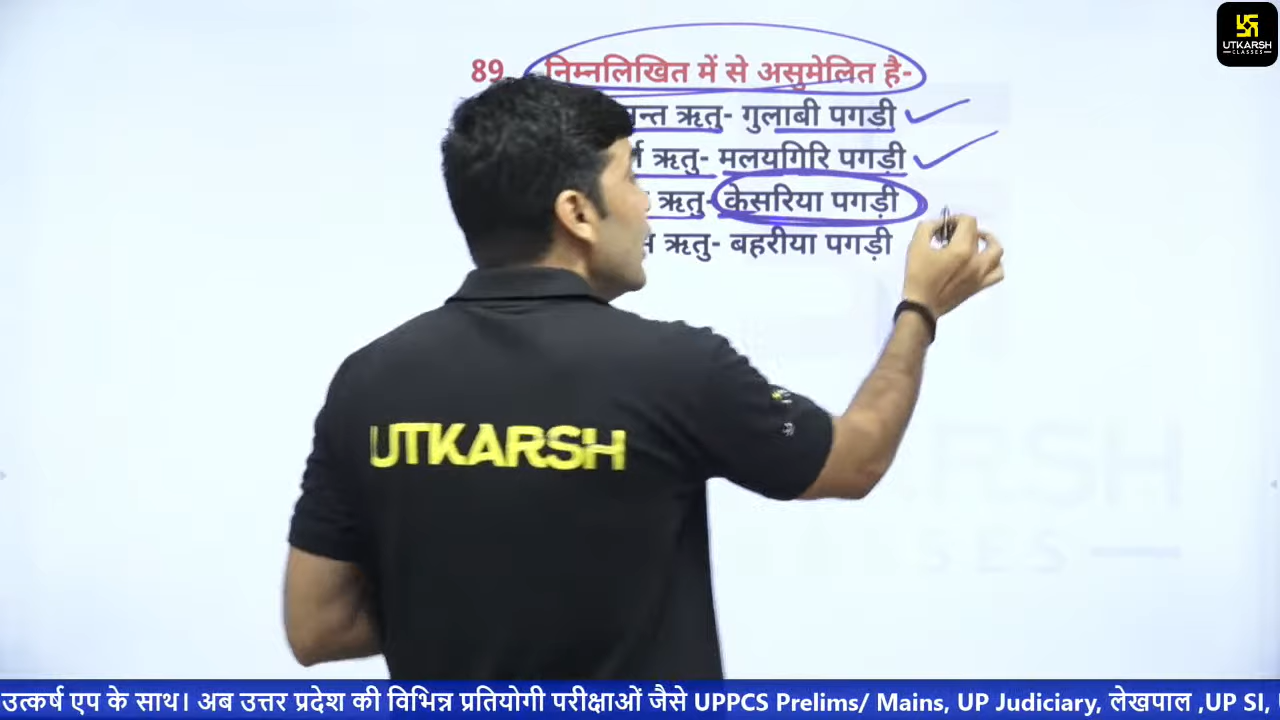 UTKARSH
CLASSES
89. निम्नलिखित में से असुमेलित है-
ऋतु- गुलाबी पगड़ी
ऋतु- मलयगिरि पगड़ी
ऋतु- केसरिया पगड़ी
ऋतु- बहरीया पगड़ी
UTKARSH
उत्कर्ष एप के साथ। अब उत्तर प्रदेश की विभिन्न प्रतियोगी परीक्षाओं जैसे UPPCS Prelims/ Mains, UP Judiciary, लेखपाल ,UP SI,